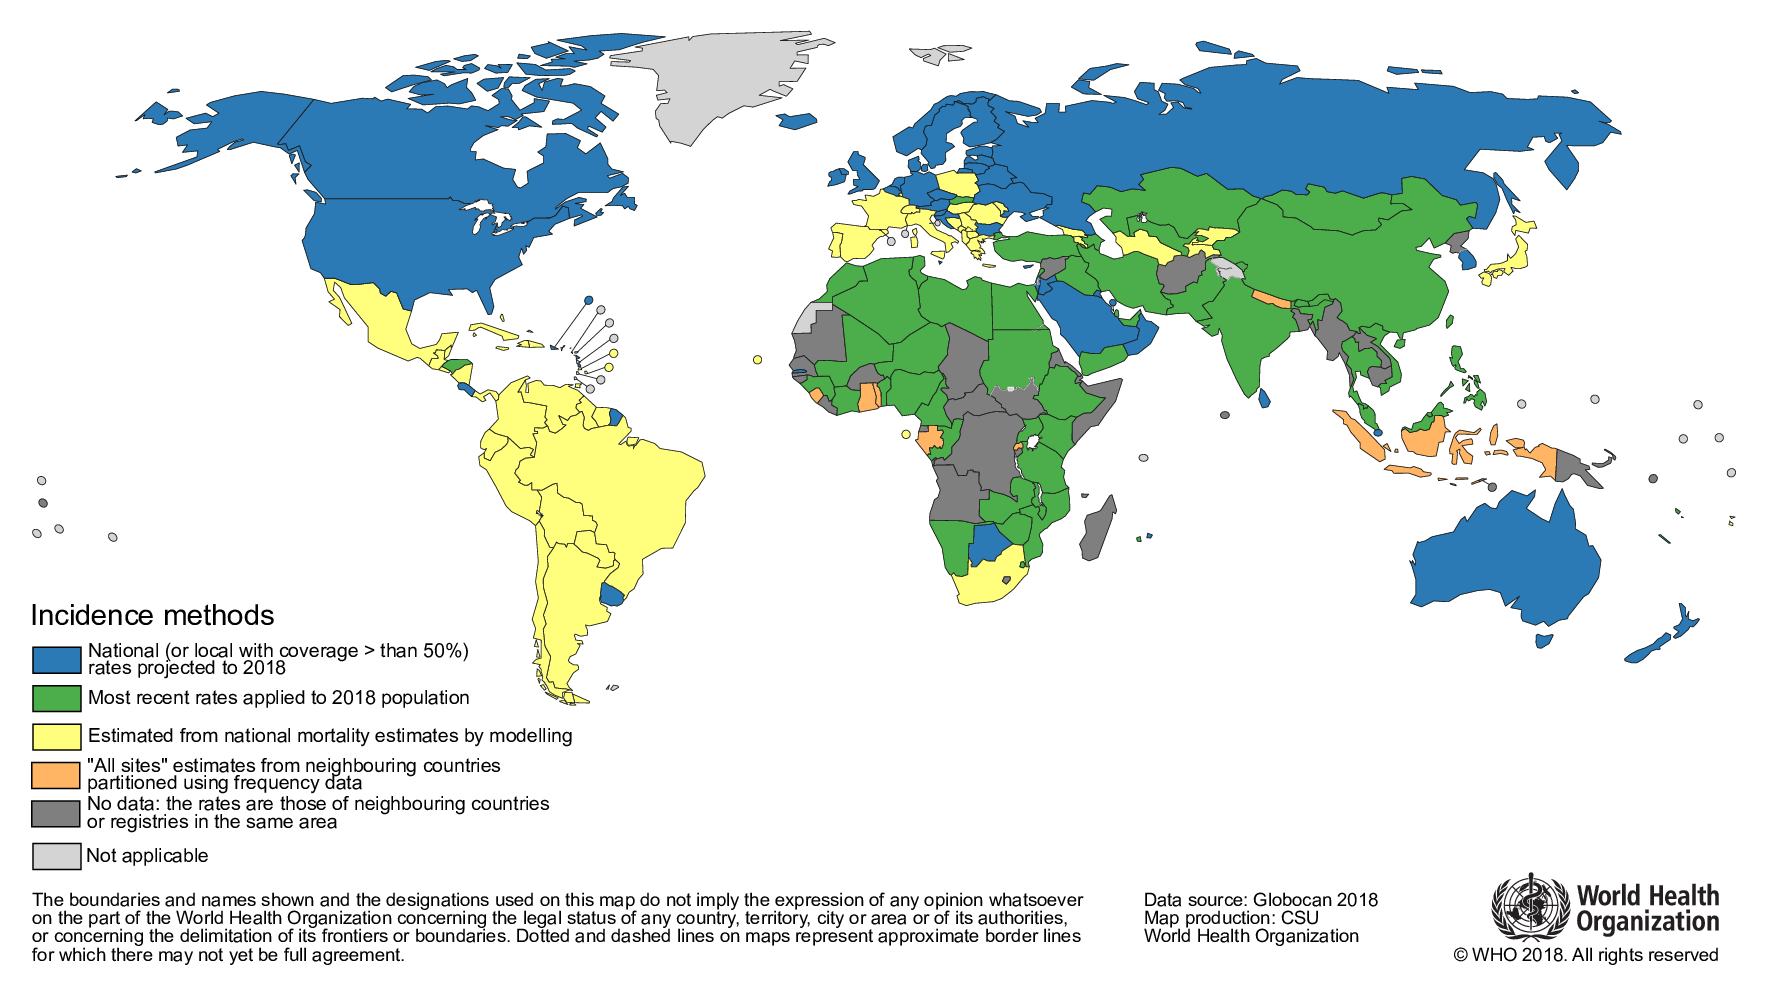 Incidence methods
National (or local with coverage > than 50%)
rates projected to 2018
Most recent rates applied to 2018 population
Estimated from national mortality estimates by modelling
"All sites" estimates from neighbouring countries
partitioned using frequency data
No data: the rates are those of neighbouring countries
or registries in the same area
Not applicable
The boundaries and names shown and the designations used on this map do not imply the expression of any opinion whatsoever
on the part of the World Health Organization concerning the legal status of any country, territory, city or area or of its authorities,
or concerning the delimitation of its frontiers or boundaries. Dotted and dashed lines on maps represent approximate border lines
for which there may not yet be full agreement.
Data source: Globocan 2018
Map production: CSU
World Health Organization
World Health
Organization
© WHO 2018. All rights reserved